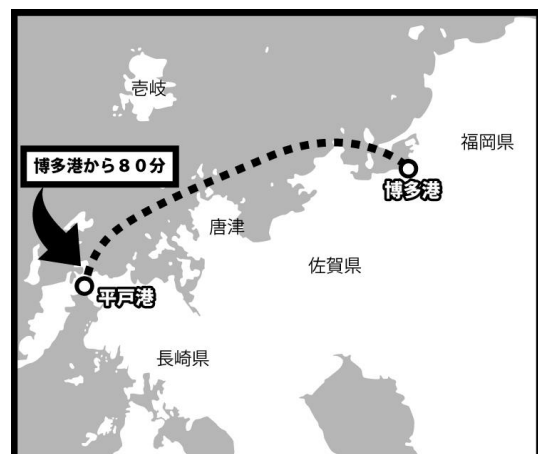 壱岐
福岡県
博多港から８０分
博多港
唐津
佐賀県
平戸港
長崎県